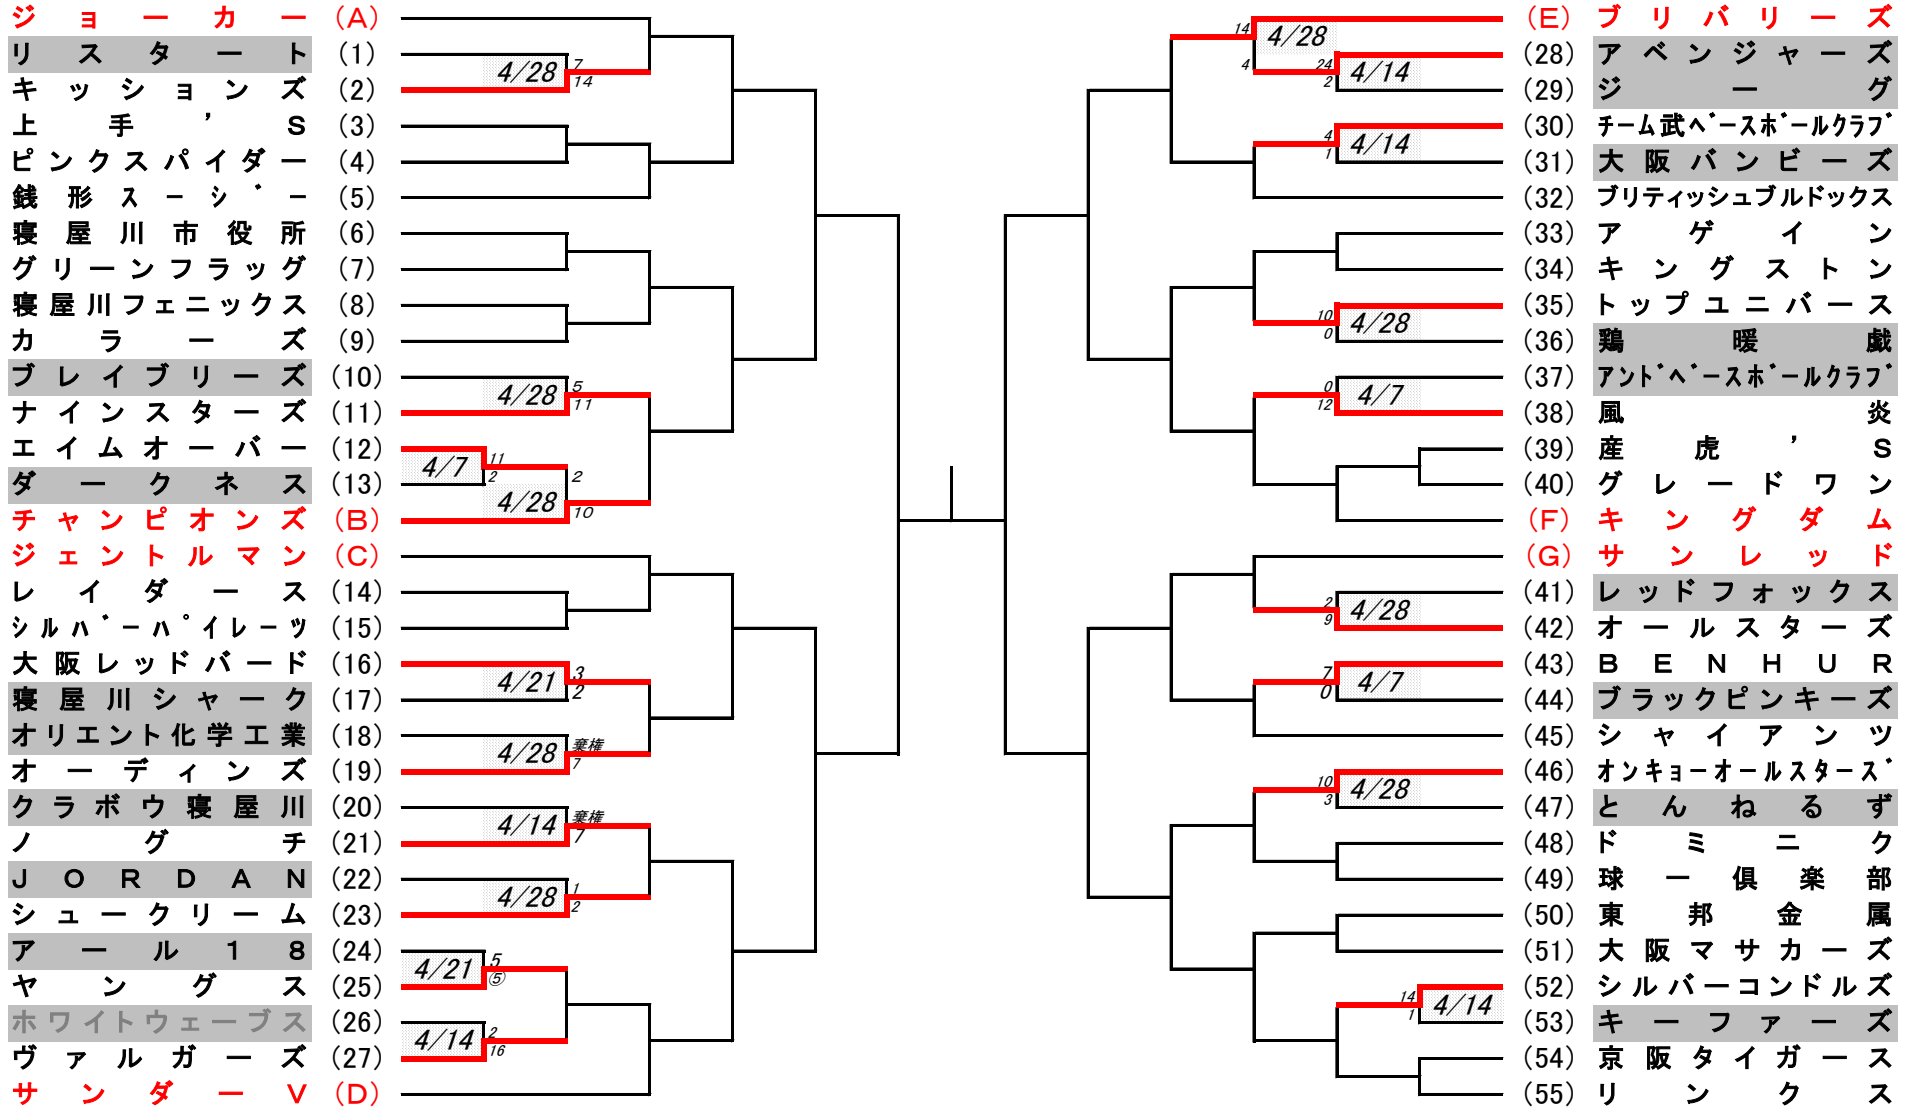 ジョーカー (A)
リスタート (1)
4/28 7
キッションズ (2)
14
上手’S (3)
ピンクスパイダー (4)
銭形スージー (5)
寝屋川市役所 (6)
グリーンフラッグ (7)
寝屋川フェニックス (8)
カラーズ (9)
ブレイブリーズ (10)
4/28 5
ナインスターズ (11)
11
エイムオーバー (12)
4/7 11
2
ダークネス (13)
4/28 2
10
チャンピオンズ (B)
ジェントルマン (C)
レイダース (14)
シルバーパイレーツ (15)
大阪レッドバード (16)
4/21 3
2
寝屋川シャーク (17)
オリエント化学工業 (18)
4/28 棄権
7
オーディンズ (19)
クラボウ寝屋川 (20)
4/14 棄権
7
ノグチ (21)
JORDAN (22)
4/28 1
2
シュークリーム (23)
アール18 (24)
4/21 5
⑤
ヤングス (25)
ホワイトウェーブス (26)
4/14 2
16
ヴァルガーズ (27)
サンダーV (D)
(E) ブリバリーズ
14 4/28
4
(28) アベンジャーズ
24 4/14
2
(29) ジーグ
(30) チーム武ベースボールクラブ
4 4/14
1
(31) 大阪バンビーズ
(32) ブリティッシュブルドックス
(33) アゲイン
(34) キングストン
(35) トップユニバース
10 4/28
0
(36) 鶏暖戯
(37) アンドベースボールクラブ
0 4/7
12
(38) 風炎
(39) 産虎’S
(40) グレードワン
(F) キングダム
(G) サンレッド
(41) レッドフォックス
2 4/28
9
(42) オールスターズ
(43) BENHUR
7 4/7
0
(44) ブラックピンキーズ
(45) シャイアンツ
(46) オンキョーオールスターズ
10 4/28
3
(47) とんねるず
(48) ドミニク
(49) 球一倶楽部
(50) 東邦金属
(51) 大阪マサカーズ
(52) シルバーコンドルズ
14 4/14
1
(53) キーファーズ
(54) 京阪タイガース
(55) リンクス